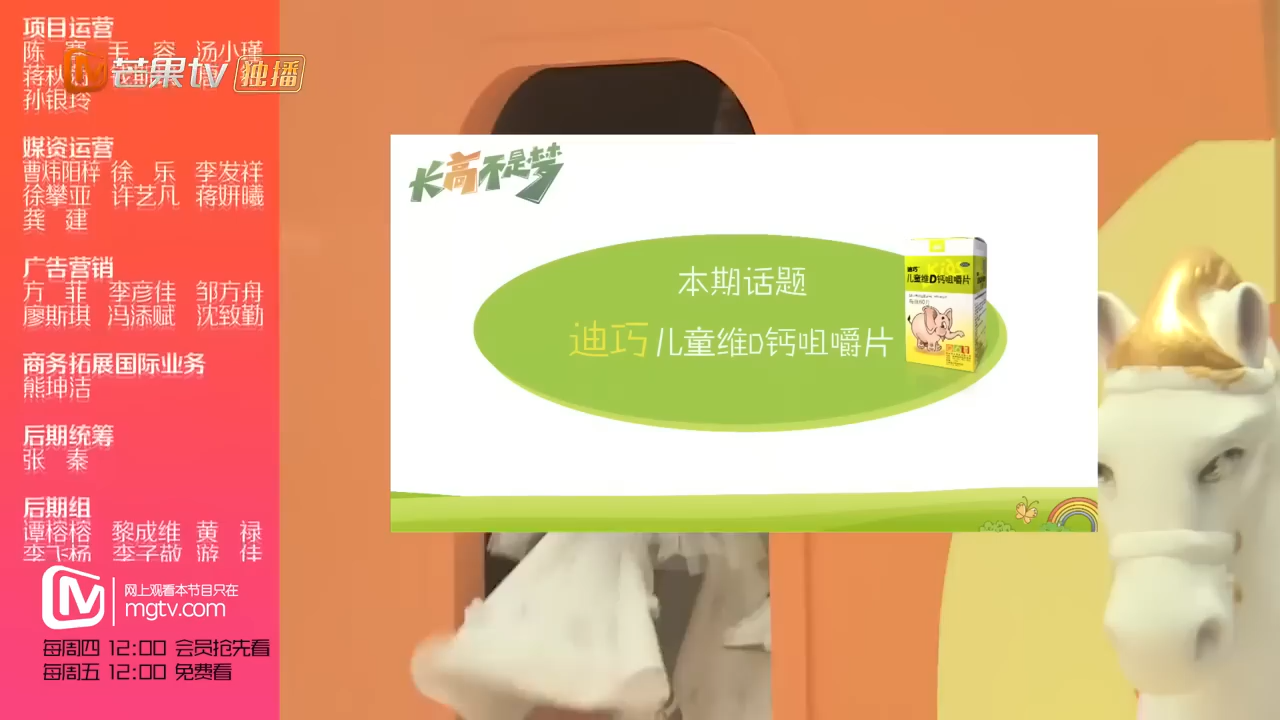 项目运营
陈 骞 毛 容 汤小瑾
孙银玲
芒果tv 独播
媒资运营
曹炜阳梓 徐 乐 李发祥
徐攀亚 许艺凡 蒋妍曦
龚 建
广告营销
方 菲 李彦佳 邹方舟
廖斯琪 冯添赋 沈致勤
商务拓展国际业务
熊坤洁
后期统筹
张 秦
后期组
谭榕榕 黎成维 黄 禄
李飞杨 李子敬 游 佳
网上观看本节目只在
mgtv.com
每周四 12:00 会员抢先看
每周五 12:00 免费看
长高不是梦
本期话题
迪巧儿童维D钙咀嚼片
迪巧
Kids
儿童维D钙咀嚼片